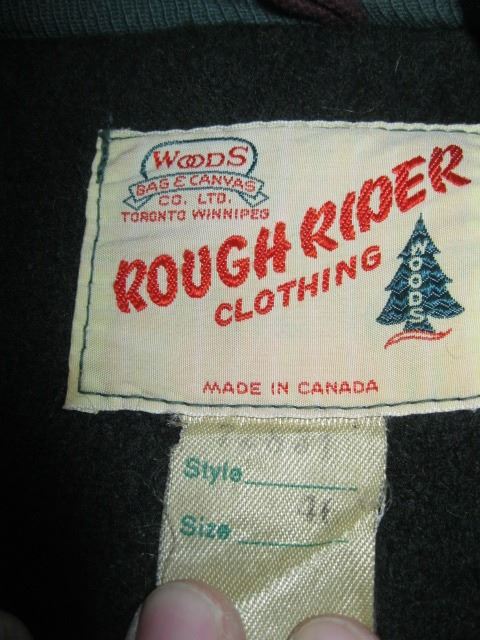 WOODS
BAG & CANVAS
CO. LTD.
TORONTO WINNIPEG
ROUGH RIDER
CLOTHING
WOODS
MADE IN CANADA
Style
Size